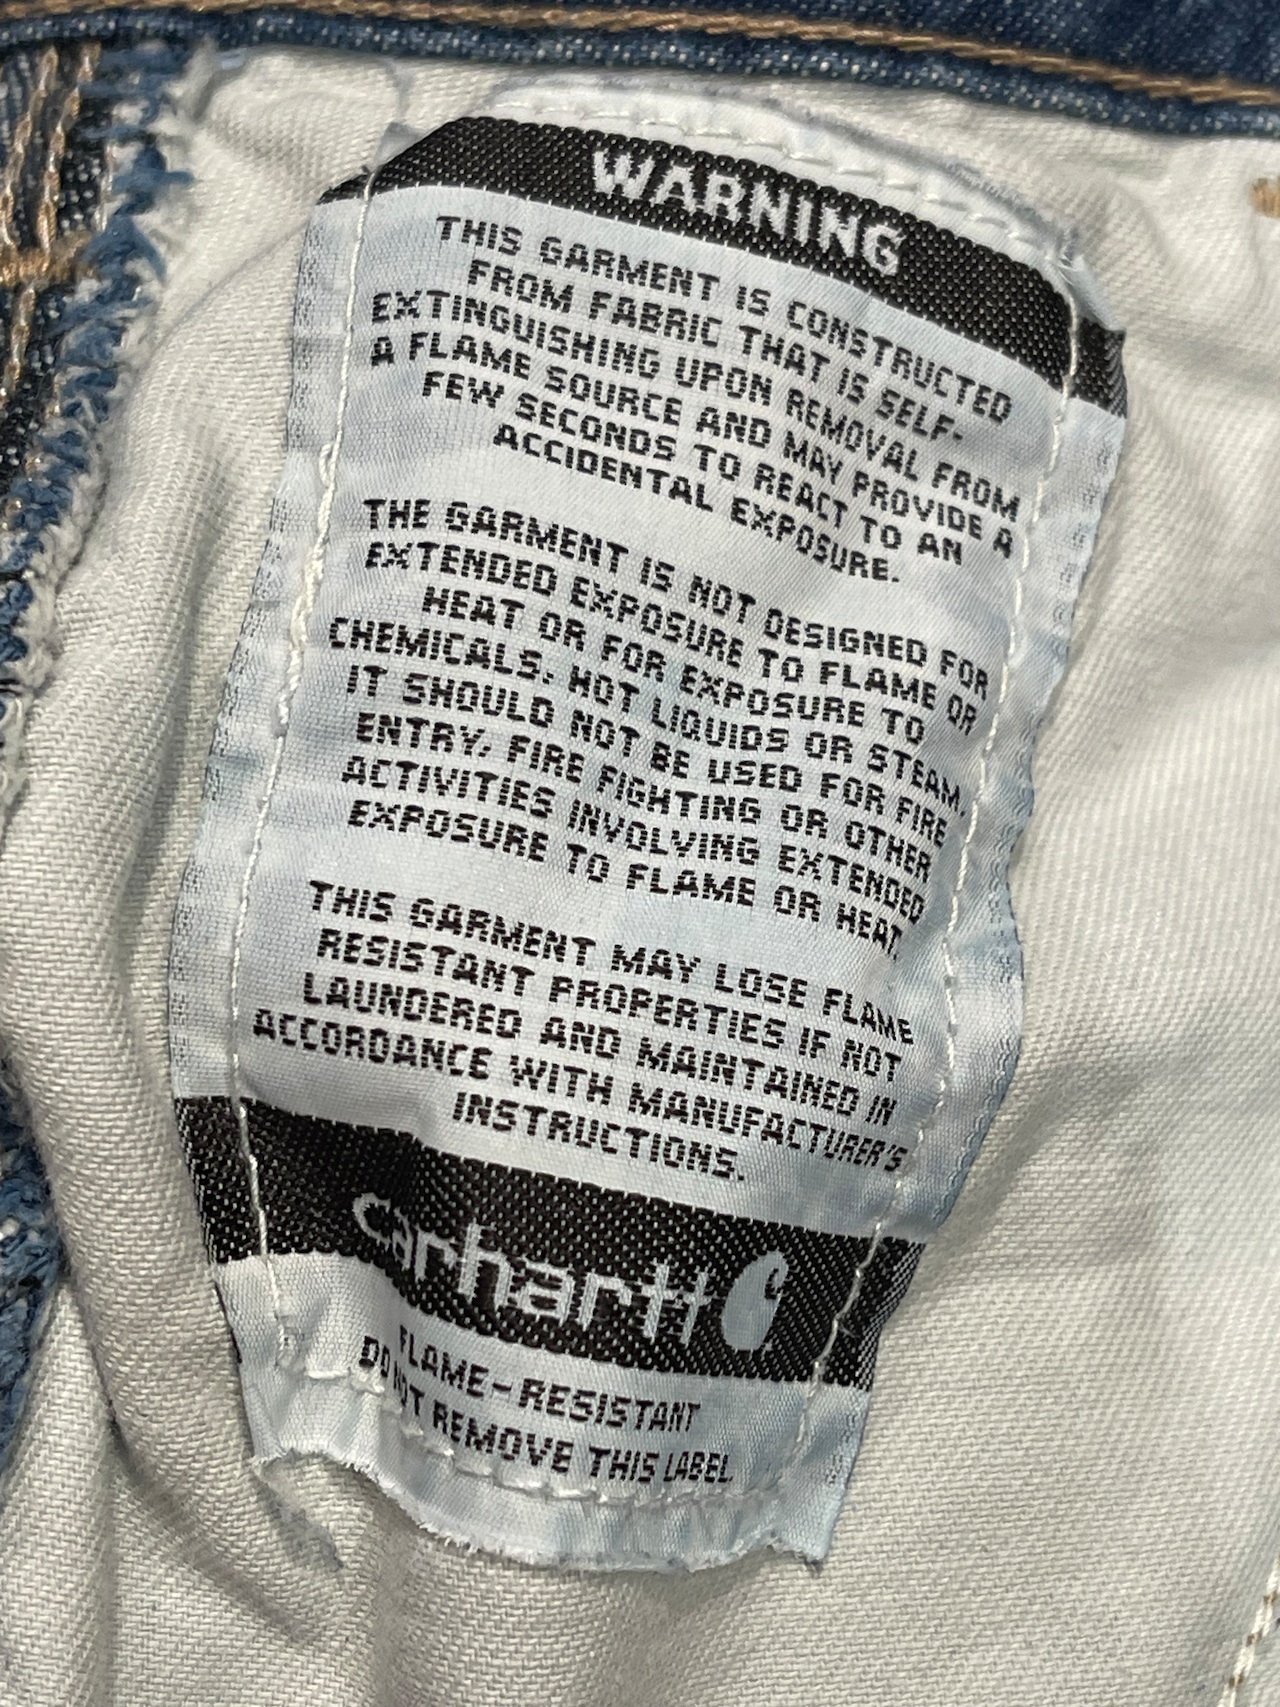 WARNING
THIS GARMENT IS CONSTRUCTED
FROM FABRIC THAT IS SELF-
EXTINGUISHING UPON REMOVAL FROM
A FLAME SOURCE AND MAY PROVIDE A
FEW SECONDS TO REACT TO AN
ACCIDENTAL EXPOSURE.
THE GARMENT IS NOT DESIGNED FOR
EXTENDED EXPOSURE TO FLAME OR
HEAT OR FOR EXPOSURE TO
CHEMICALS, HOT LIQUIDS OR STEAM.
IT SHOULD NOT BE USED FOR FIRE
ENTRY, FIRE FIGHTING OR OTHER
ACTIVITIES INVOLVING EXTENDED
EXPOSURE TO FLAME OR HEAT.
THIS GARMENT MAY LOSE FLAME
RESISTANT PROPERTIES IF NOT
LAUNDERED AND MAINTAINED IN
ACCORDANCE WITH MANUFACTURER'S
INSTRUCTIONS.
carhartt
FLAME-RESISTANT
DO NOT REMOVE THIS LABEL